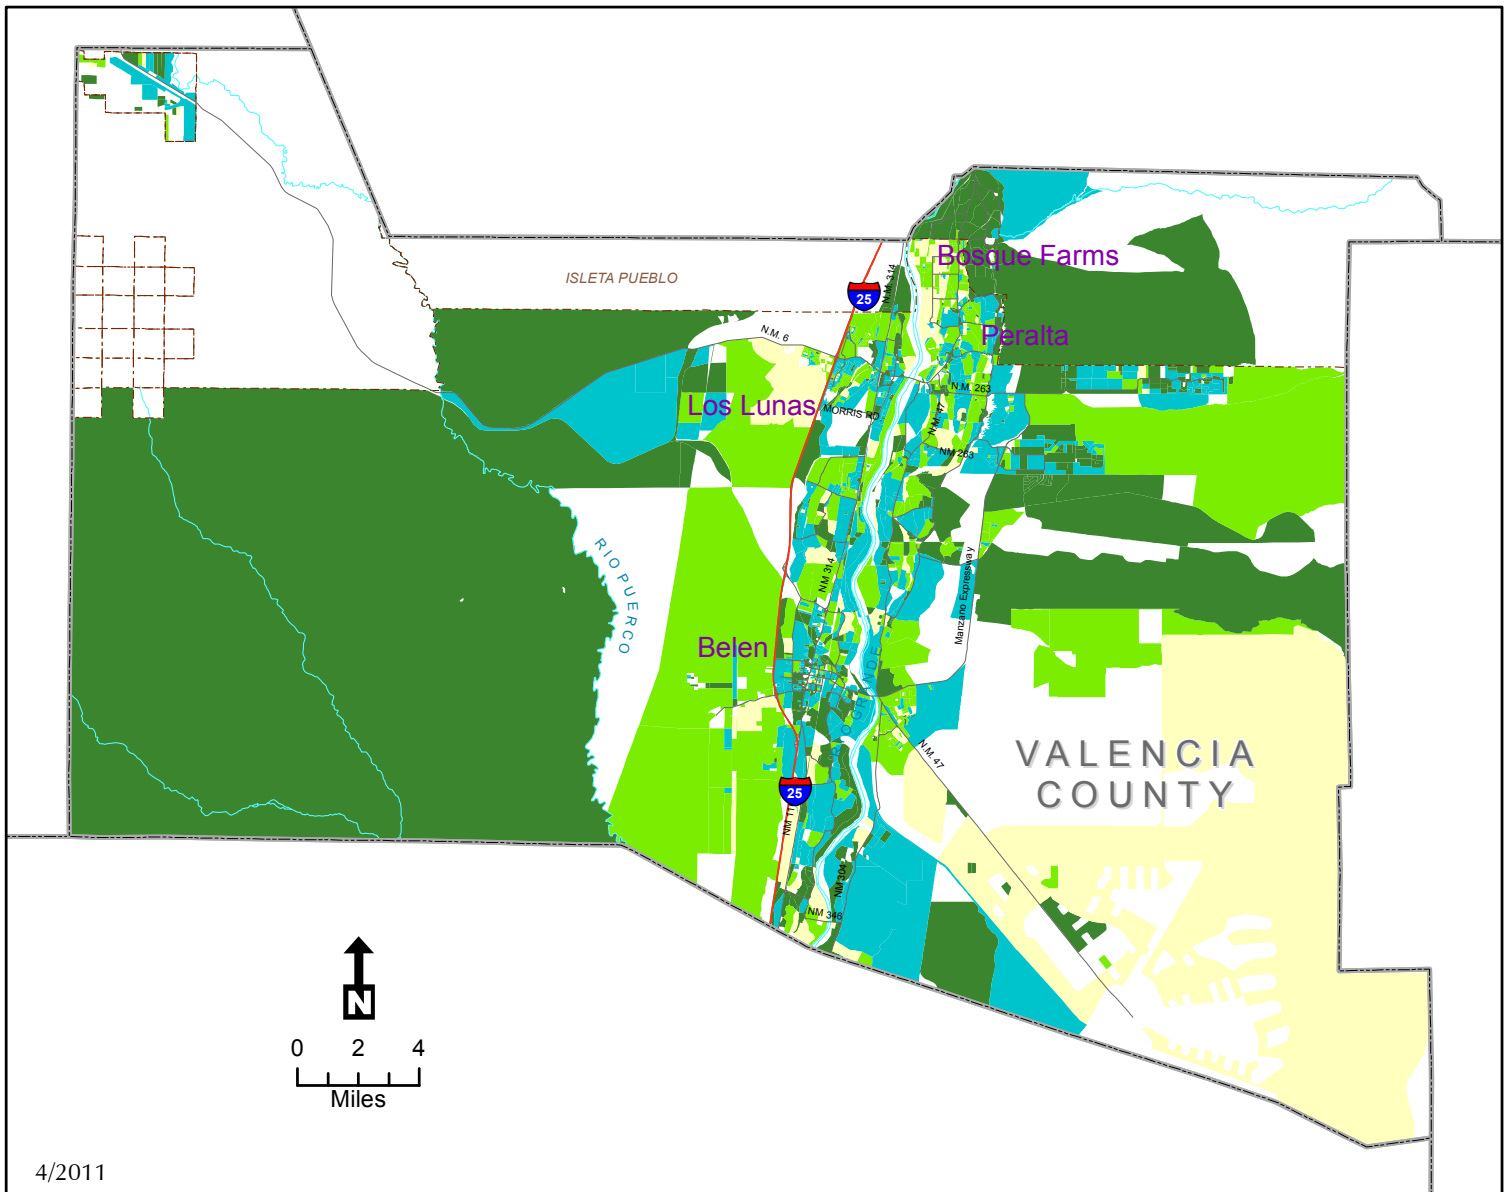 Bosque Farms
ISLETA PUEBLO
N.M. 314
25
Peralta
N.M. 6
N.M. 263
Los Lunas
MORRIS RD.
N.M. 47
NM 263
RIO PUERCO
NM 314
Manzano Expressway
Belen
RIO GRANDE
N.M. 47
VALENCIA
COUNTY
25
NM 304
NM 346
N
0 2 4
Miles
4/2011